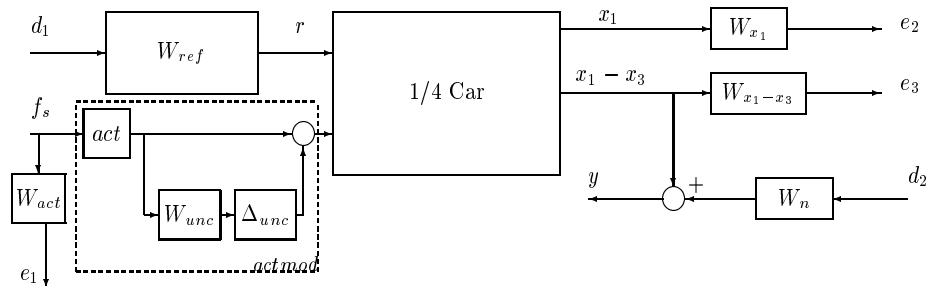 d₁
W_ref
r
1/4 Car
x₁
W_x₁
e₂
x₁ − x₃
W_x₁−x₃
e₃
f_s
act
W_act
W_unc
Δ_unc
actmod
e₁
y
+
W_n
d₂